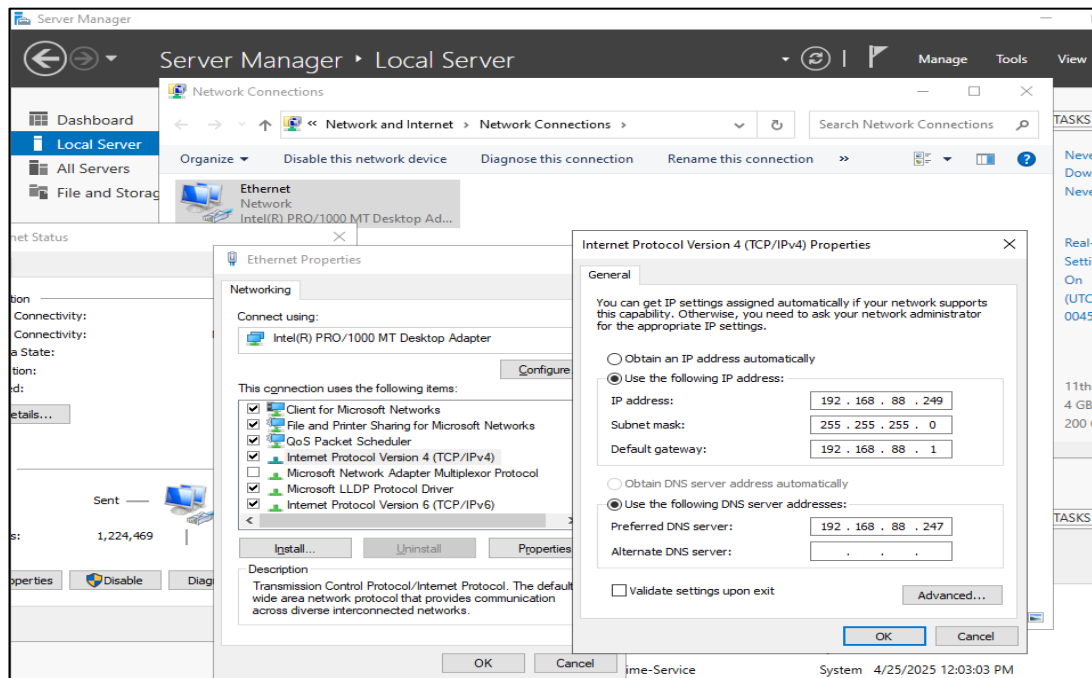 Server Manager
Server Manager • Local Server
Manage Tools View
Dashboard
Local Server
All Servers
File and Storag
Network Connections
« Network and Internet > Network Connections >
Search Network Connections
Organize
Disable this network device
Diagnose this connection
Rename this connection
»
Ethernet
Network
Intel(R) PRO/1000 MT Desktop Ad...
TASKS
Neve
Dow
Neve
Real-
Setti
On
(UTC
0045
11th
4 GB
200
TASKS
net Status
tion
Connectivity:
Connectivity:
a State:
tion:
ed:
etails...
Sent
s:
1,224,469
operties
Disable
Diag
Ethernet Properties
Networking
Connect using:
Intel(R) PRO/1000 MT Desktop Adapter
Configure
This connection uses the following items:
Client for Microsoft Networks
File and Printer Sharing for Microsoft Networks
QoS Packet Scheduler
Internet Protocol Version 4 (TCP/IPv4)
Microsoft Network Adapter Multiplexor Protocol
Microsoft LLDP Protocol Driver
Internet Protocol Version 6 (TCP/IPv6)
Install...
Uninstall
Properties
Description
Transmission Control Protocol/Internet Protocol. The default
wide area network protocol that provides communication
across diverse interconnected networks.
OK
Cancel
Internet Protocol Version 4 (TCP/IPv4) Properties
General
You can get IP settings assigned automatically if your network supports
this capability. Otherwise, you need to ask your network administrator
for the appropriate IP settings.
Obtain an IP address automatically
Use the following IP address:
IP address: 192 . 168 . 88 . 249
Subnet mask: 255 . 255 . 255 . 0
Default gateway: 192 . 168 . 88 . 1
Obtain DNS server address automatically
Use the following DNS server addresses:
Preferred DNS server: 192 . 168 . 88 . 247
Alternate DNS server: . . .
Validate settings upon exit
Advanced...
OK
Cancel
ime-Service
System 4/25/2025 12:03:03 PM